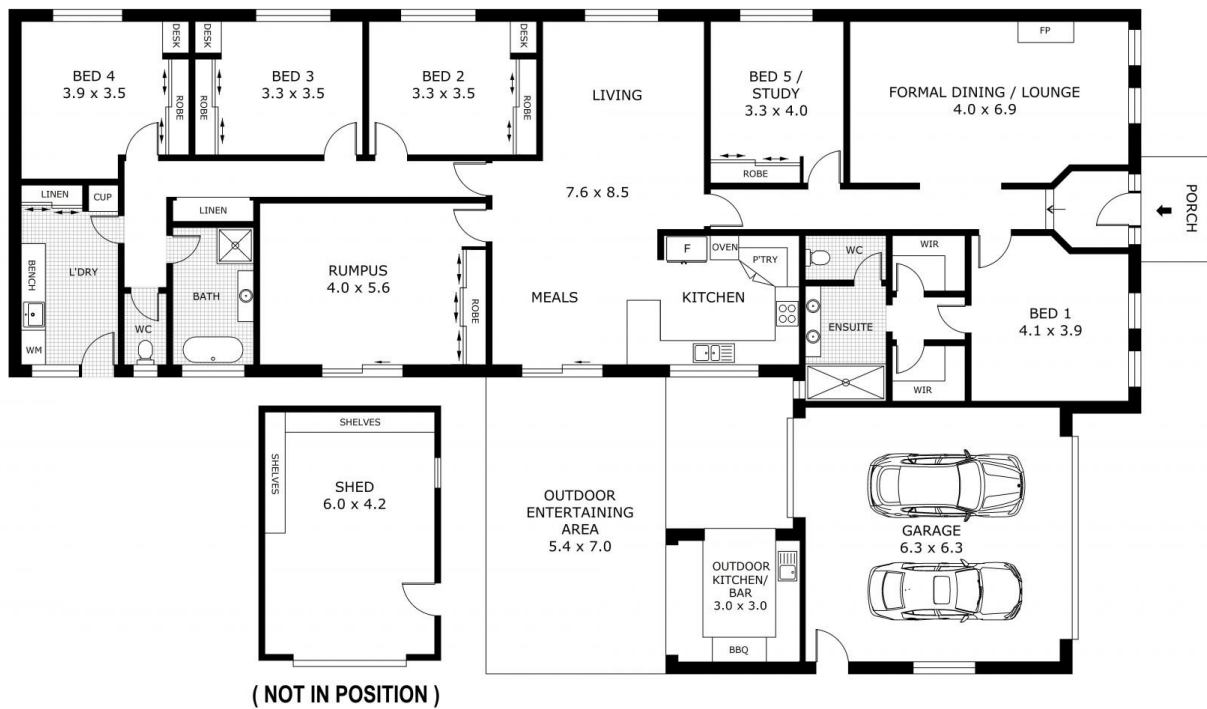 DESK
DESK
DESK
FP
BED 4
3.9 x 3.5
ROBE
ROBE
BED 3
3.3 x 3.5
BED 2
3.3 x 3.5
ROBE
LIVING
BED 5 /
STUDY
3.3 x 4.0
ROBE
FORMAL DINING / LOUNGE
4.0 x 6.9
LINEN
CUP
LINEN
7.6 x 8.5
PORCH
BENCH
L'DRY
WM
WC
BATH
RUMPUS
4.0 x 5.6
ROBE
MEALS
F
OVEN
P'TRY
KITCHEN
WC
ENSUITE
WIR
WIR
BED 1
4.1 x 3.9
SHELVES
SHELVES
SHED
6.0 x 4.2
OUTDOOR
ENTERTAINING
AREA
5.4 x 7.0
OUTDOOR
KITCHEN/
BAR
3.0 x 3.0
BBQ
GARAGE
6.3 x 6.3
( NOT IN POSITION )